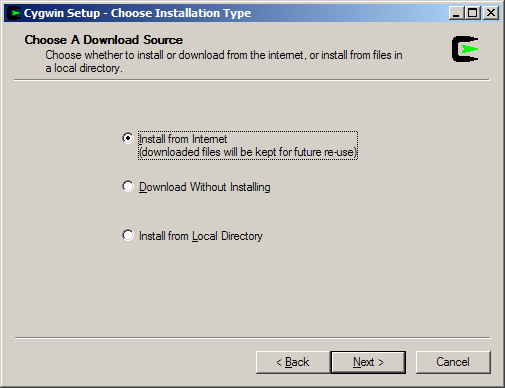 Cygwin Setup - Choose Installation Type
Choose A Download Source
Choose whether to install or download from the internet, or install from files in
a local directory.
Install from Internet
(downloaded files will be kept for future re-use)
Download Without Installing
Install from Local Directory
< Back
Next >
Cancel